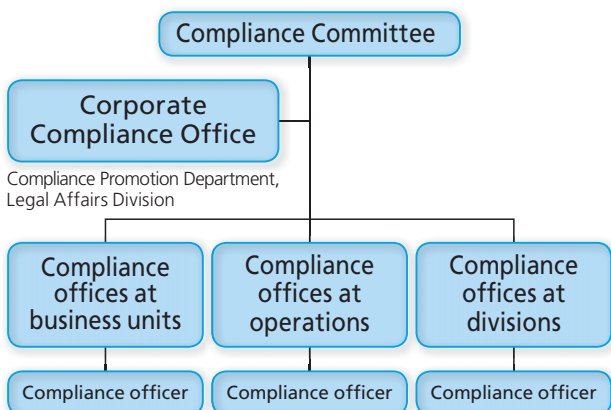 Compliance Committee
Corporate
Compliance Office
Compliance Promotion Department,
Legal Affairs Division
Compliance
offices at
business units
Compliance
offices at
operations
Compliance
offices at
divisions
Compliance officer
Compliance officer
Compliance officer